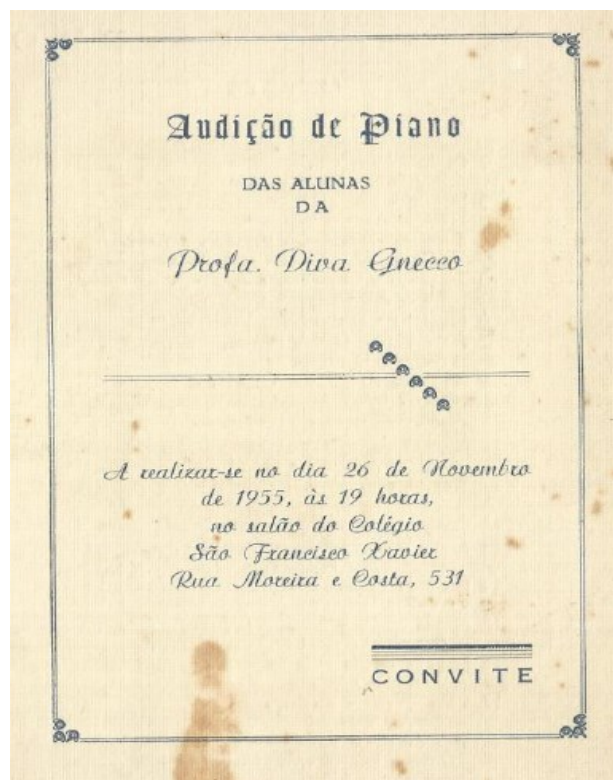 Audição de Piano
DAS ALUNAS
DA
Profa. Diva Gnecco
A realizar-se no dia 26 de Novembro
de 1955, às 19 horas,
no salão do Colégio
São Francisco Xavier
Rua Moreira e Costa, 531
CONVITE